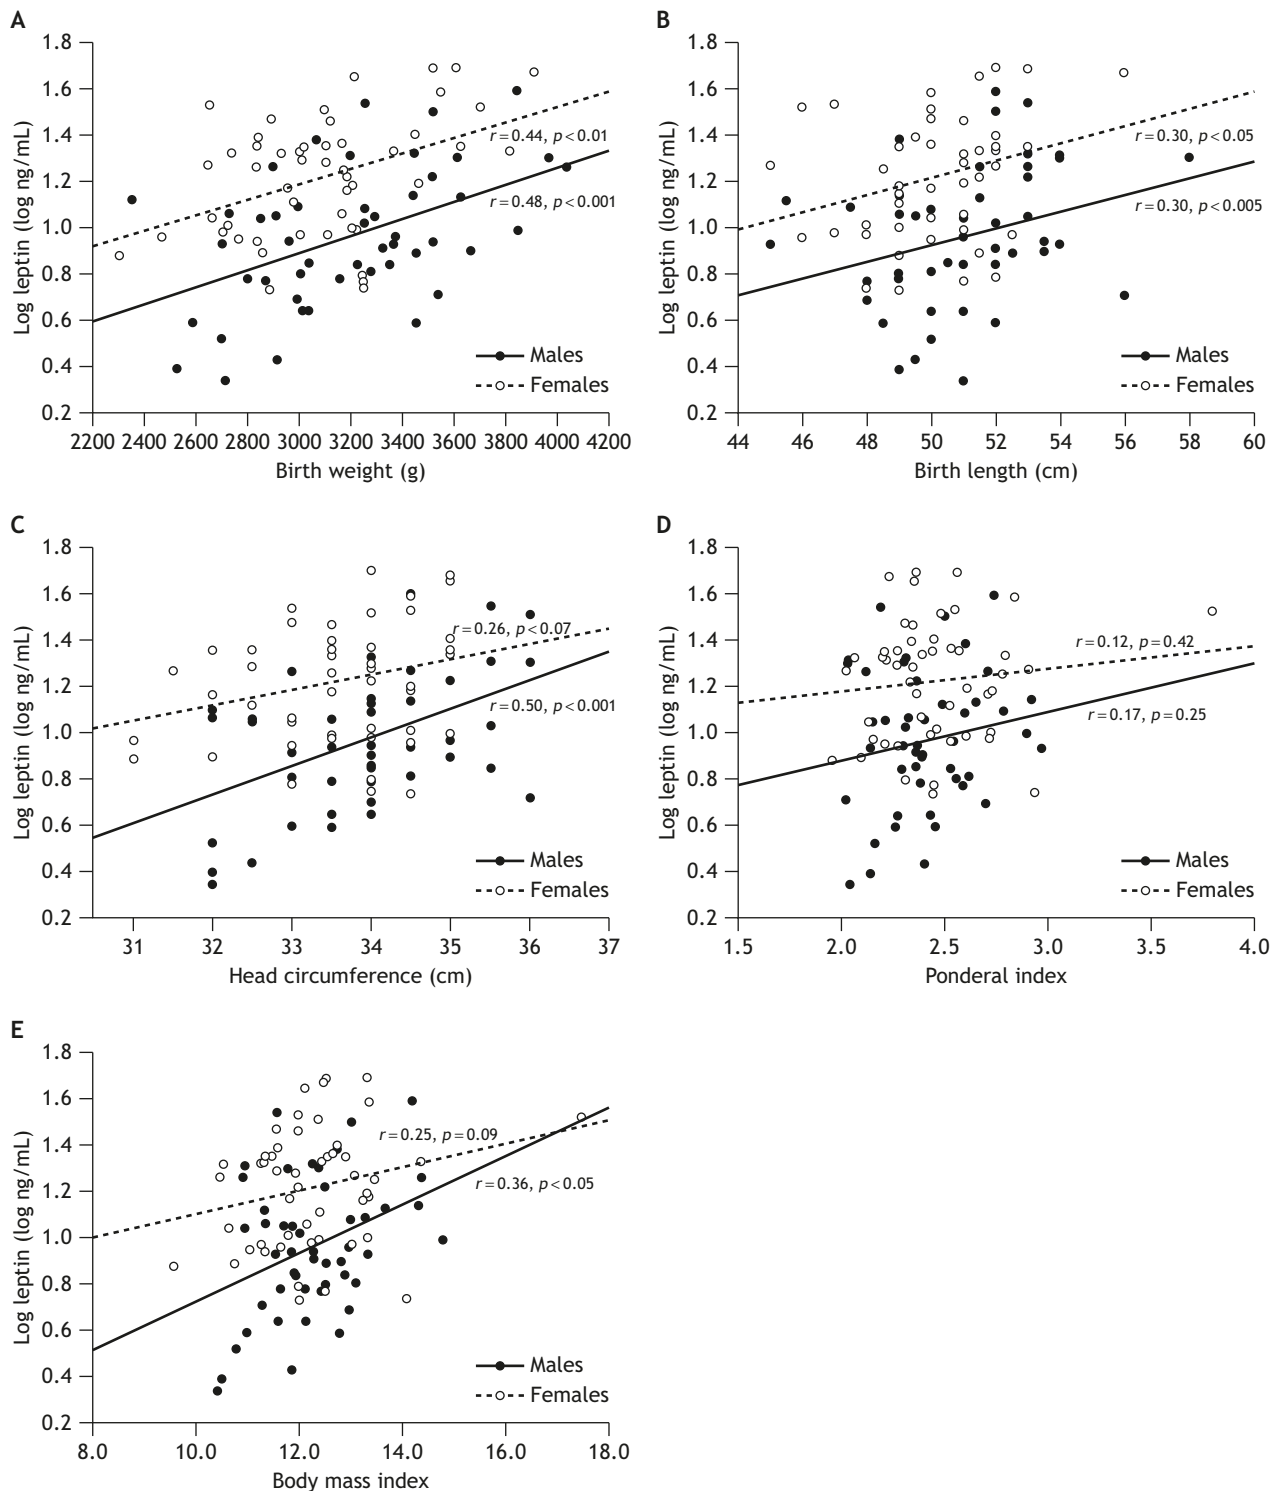 A
Log leptin (log ng/mL)
1.8
1.6
1.4
1.2
1.0
0.8
0.6
0.4
0.2
r=0.44, p<0.01
r=0.48, p<0.001
Males
Females
2200 2400 2600 2800 3000 3200 3400 3600 3800 4000 4200
Birth weight (g)
B
Log leptin (log ng/mL)
1.8
1.6
1.4
1.2
1.0
0.8
0.6
0.4
0.2
r=0.30, p<0.05
r=0.30, p<0.005
Males
Females
44 46 48 50 52 54 56 58 60
Birth length (cm)
C
Log leptin (log ng/mL)
1.8
1.6
1.4
1.2
1.0
0.8
0.6
0.4
0.2
r=0.26, p<0.07
r=0.50, p<0.001
Males
Females
31 32 33 34 35 36 37
Head circumference (cm)
D
Log leptin (log ng/mL)
1.8
1.6
1.4
1.2
1.0
0.8
0.6
0.4
0.2
r=0.12, p=0.42
r=0.17, p=0.25
Males
Females
1.5 2.0 2.5 3.0 3.5 4.0
Ponderal index
E
Log leptin (log ng/mL)
1.8
1.6
1.4
1.2
1.0
0.8
0.6
0.4
0.2
r=0.25, p=0.09
r=0.36, p<0.05
Males
Females
8.0 10.0 12.0 14.0 16.0 18.0
Body mass index